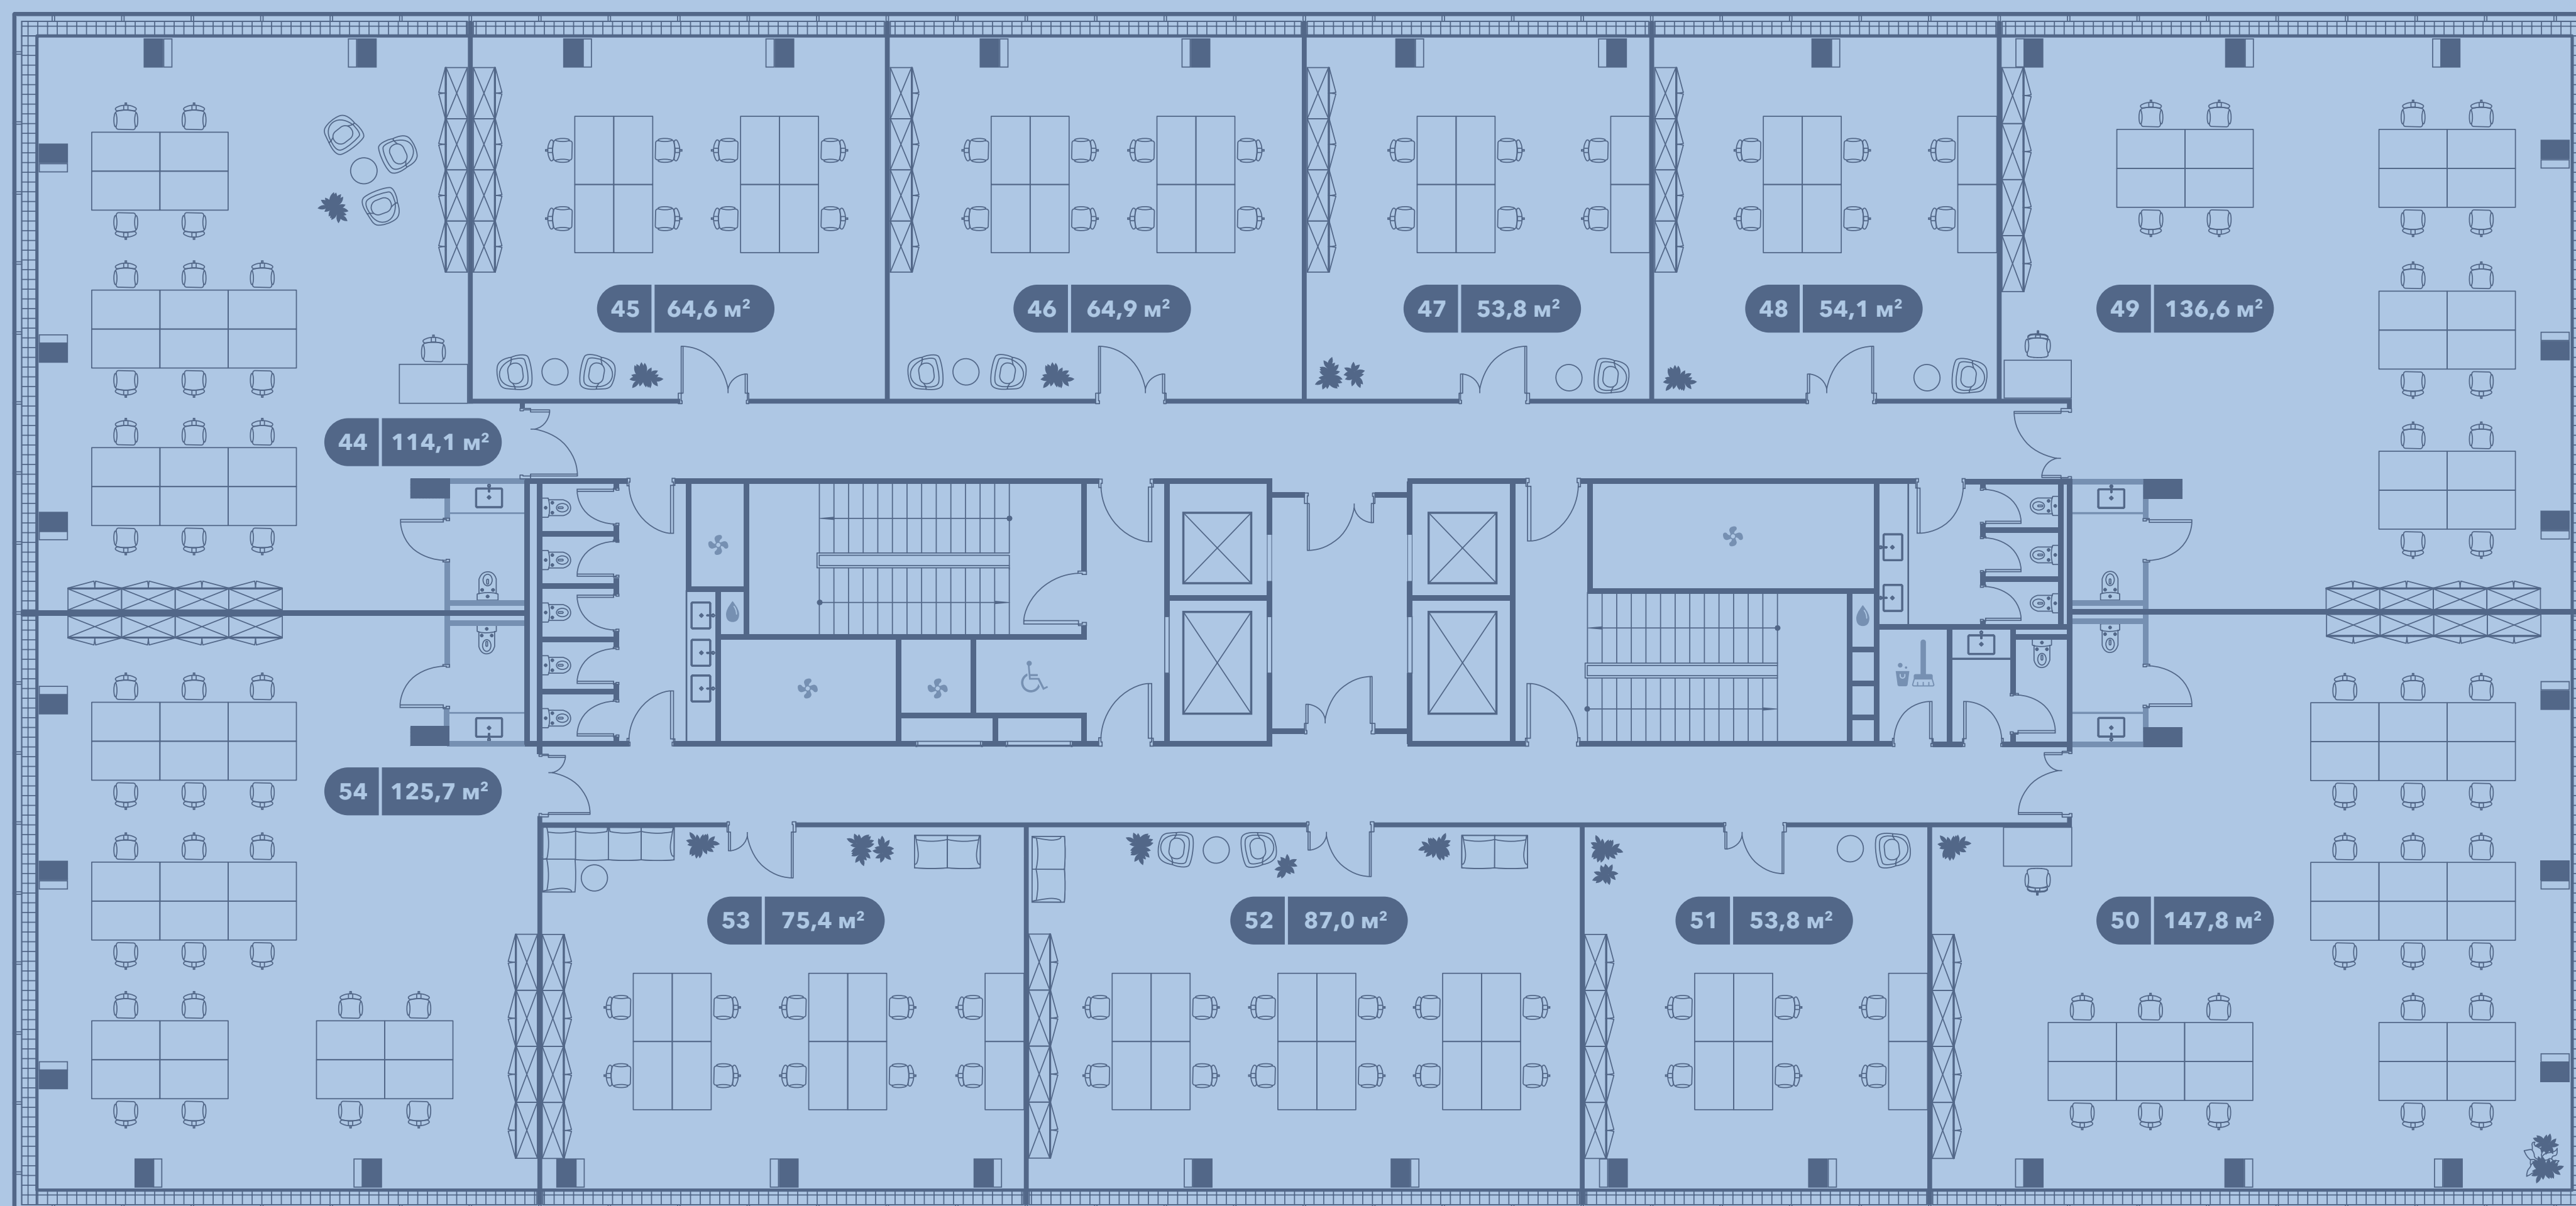 45 64,6 м²
46 64,9 м²
47 53,8 м²
48 54,1 м²
49 136,6 м²
44 114,1 м²
54 125,7 м²
53 75,4 м²
52 87,0 м²
51 53,8 м²
50 147,8 м²